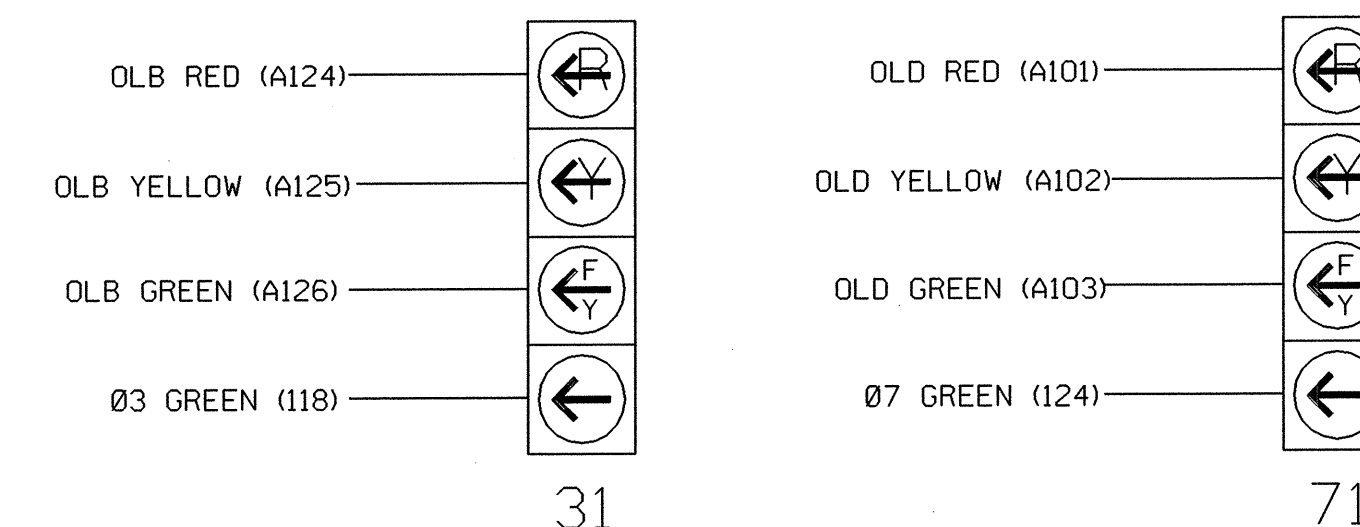 OLB RED (A124)
R
OLB YELLOW (A125)
Y
OLB GREEN (A126)
F
Y
Ø3 GREEN (118)
31
OLD RED (A101)
R
OLD YELLOW (A102)
Y
OLD GREEN (A103)
F
Y
Ø7 GREEN (124)
71